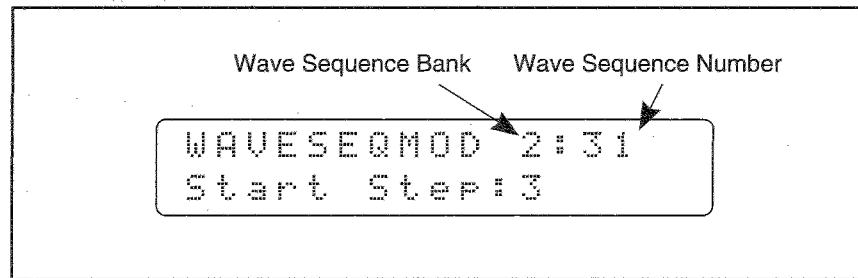 Wave Sequence Bank Wave Sequence Number
WAVESEQMOD 2:31
Start Step:3